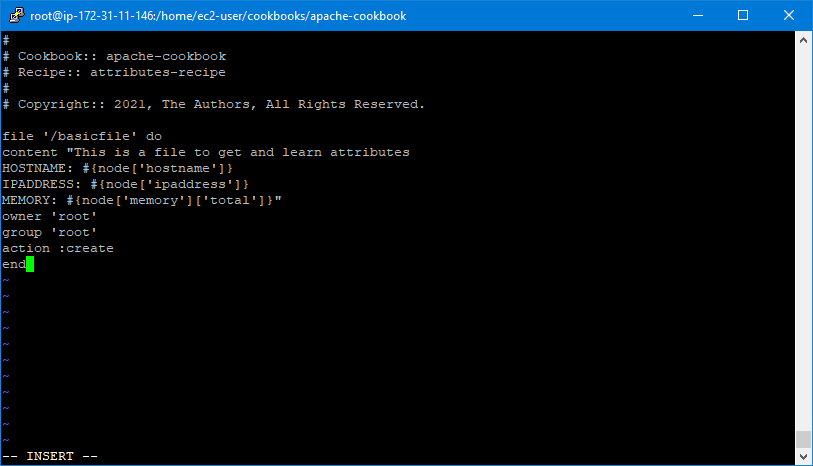 root@ip-172-31-11-146:/home/ec2-user/cookbooks/apache-cookbook
#
# Cookbook:: apache-cookbook
# Recipe:: attributes-recipe
#
# Copyright:: 2021, The Authors, All Rights Reserved.

file '/basicfile' do
content "This is a file to get and learn attributes
HOSTNAME: #{node['hostname']}
IPADDRESS: #{node['ipaddress']}
MEMORY: #{node['memory']['total']}"
owner 'root'
group 'root'
action :create
end
~
~
~
~
~
~
~
~
~
~
~
-- INSERT --